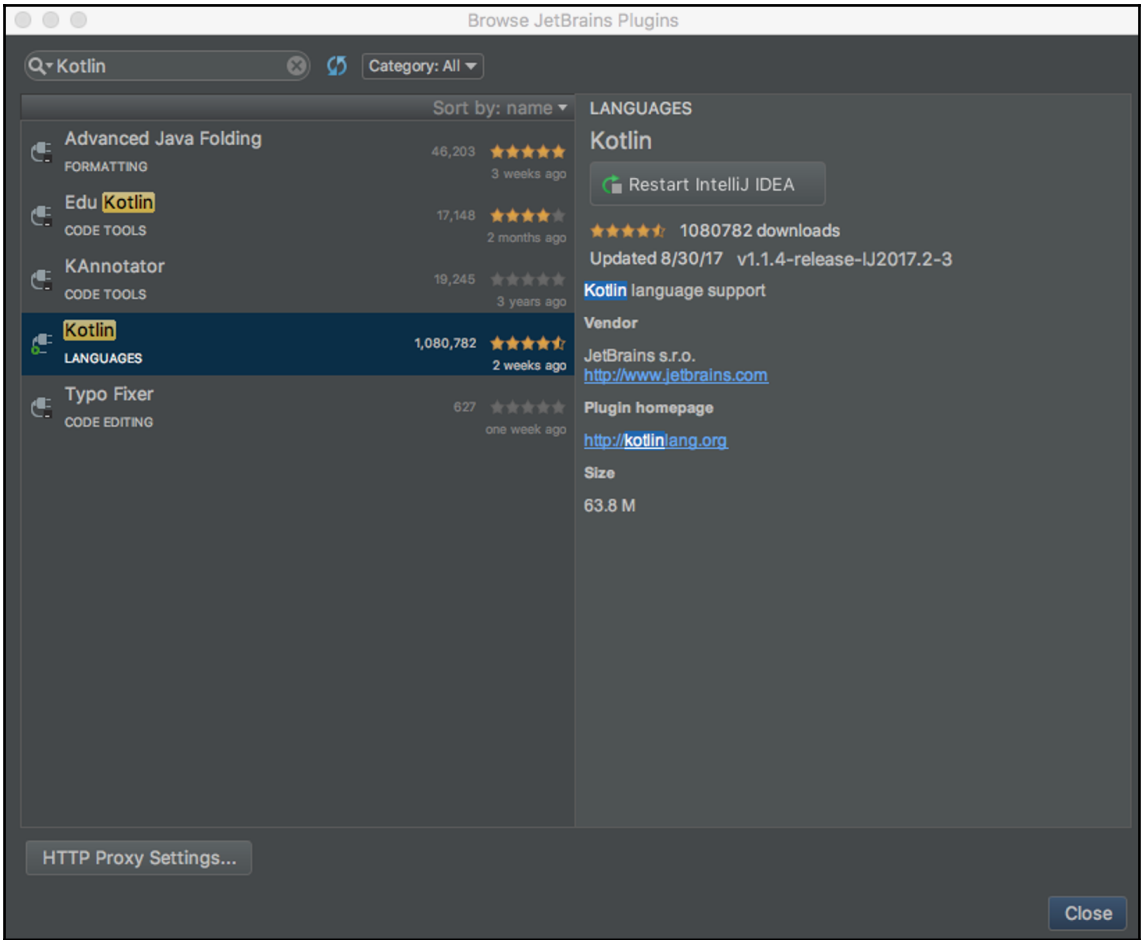 Browse JetBrains Plugins
Kotlin
Category: All
Sort by: name
Advanced Java Folding
46,203
FORMATTING
3 weeks ago
Edu Kotlin
17,148
CODE TOOLS
2 months ago
KAnnotator
19,245
CODE TOOLS
3 years ago
Kotlin
1,080,782
LANGUAGES
2 weeks ago
Typo Fixer
627
CODE EDITING
one week ago
LANGUAGES
Kotlin
Restart IntelliJ IDEA
1080782 downloads
Updated 8/30/17 v1.1.4-release-IJ2017.2-3
Kotlin language support
Vendor
JetBrains s.r.o.
http://www.jetbrains.com
Plugin homepage
http://kotlinlang.org
Size
63.8 M
HTTP Proxy Settings...
Close